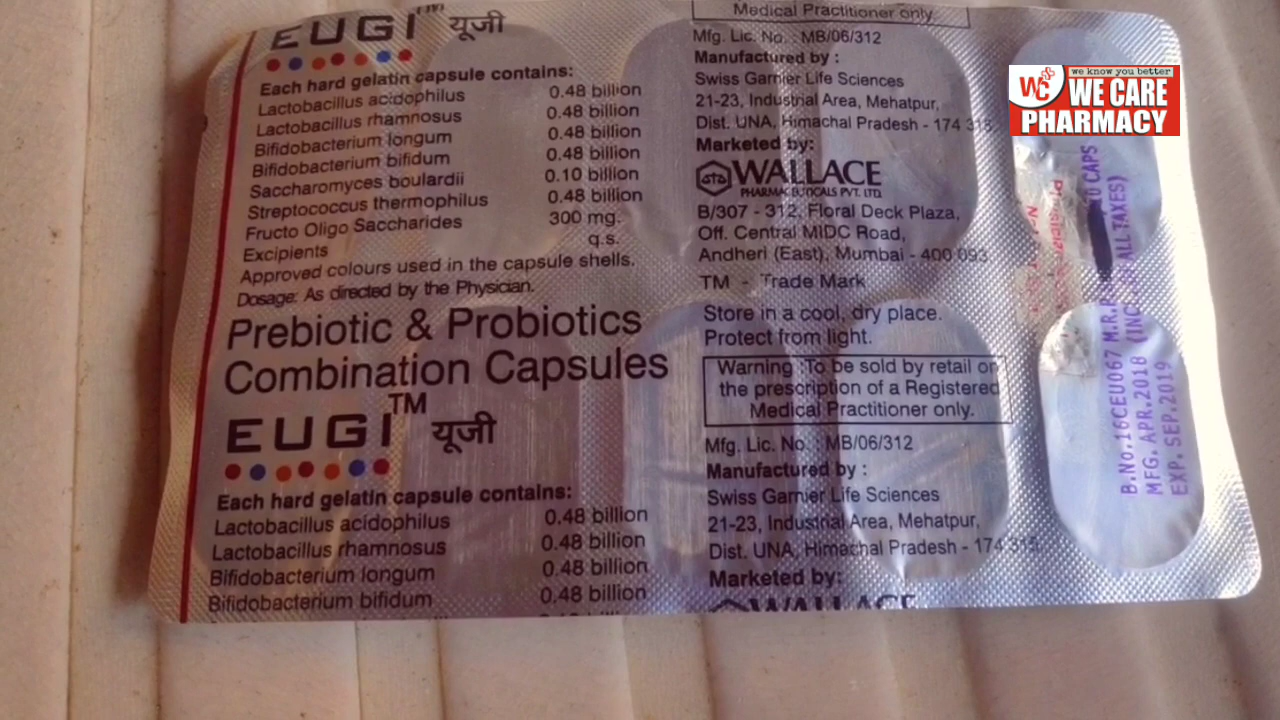 EUGI™ यूजी
Each hard gelatin capsule contains:
Lactobacillus acidophilus 0.48 billion
Lactobacillus rhamnosus 0.48 billion
Bifidobacterium longum 0.48 billion
Bifidobacterium bifidum 0.48 billion
Saccharomyces boulardii 0.10 billion
Streptococcus thermophilus 0.48 billion
Fructo Oligo Saccharides 300 mg.
Excipients q.s.
Approved colours used in the capsule shells.
Dosage: As directed by the Physician.
Prebiotic & Probiotics
Combination Capsules
EUGI™ यूजी
Each hard gelatin capsule contains:
Lactobacillus acidophilus 0.48 billion
Lactobacillus rhamnosus 0.48 billion
Bifidobacterium longum 0.48 billion
Bifidobacterium bifidum 0.48 billion
Medical Practitioner only.
Mfg. Lic. No. : MB/06/312
Manufactured by :
Swiss Garnier Life Sciences
21-23, Industrial Area, Mehatpur,
Dist. UNA, Himachal Pradesh - 174 315
Marketed by:
WALLACE
PHARMACEUTICALS PVT. LTD.
B/307 - 312, Floral Deck Plaza,
Off. Central MIDC Road,
Andheri (East), Mumbai - 400 093
TM - Trade Mark
Store in a cool, dry place.
Protect from light.
Warning : To be sold by retail on
the prescription of a Registered
Medical Practitioner only.
Mfg. Lic. No. : MB/06/312
Manufactured by :
Swiss Garnier Life Sciences
21-23, Industrial Area, Mehatpur,
Dist. UNA, Himachal Pradesh - 174 315
Marketed by:
WALLACE
we know you better
WC
WE CARE
PHARMACY
B.No.16CEU067 M.R.P. 10 CAPS
MFG. APR.2018 (INCL. OF ALL TAXES)
EXP. SEP.2019